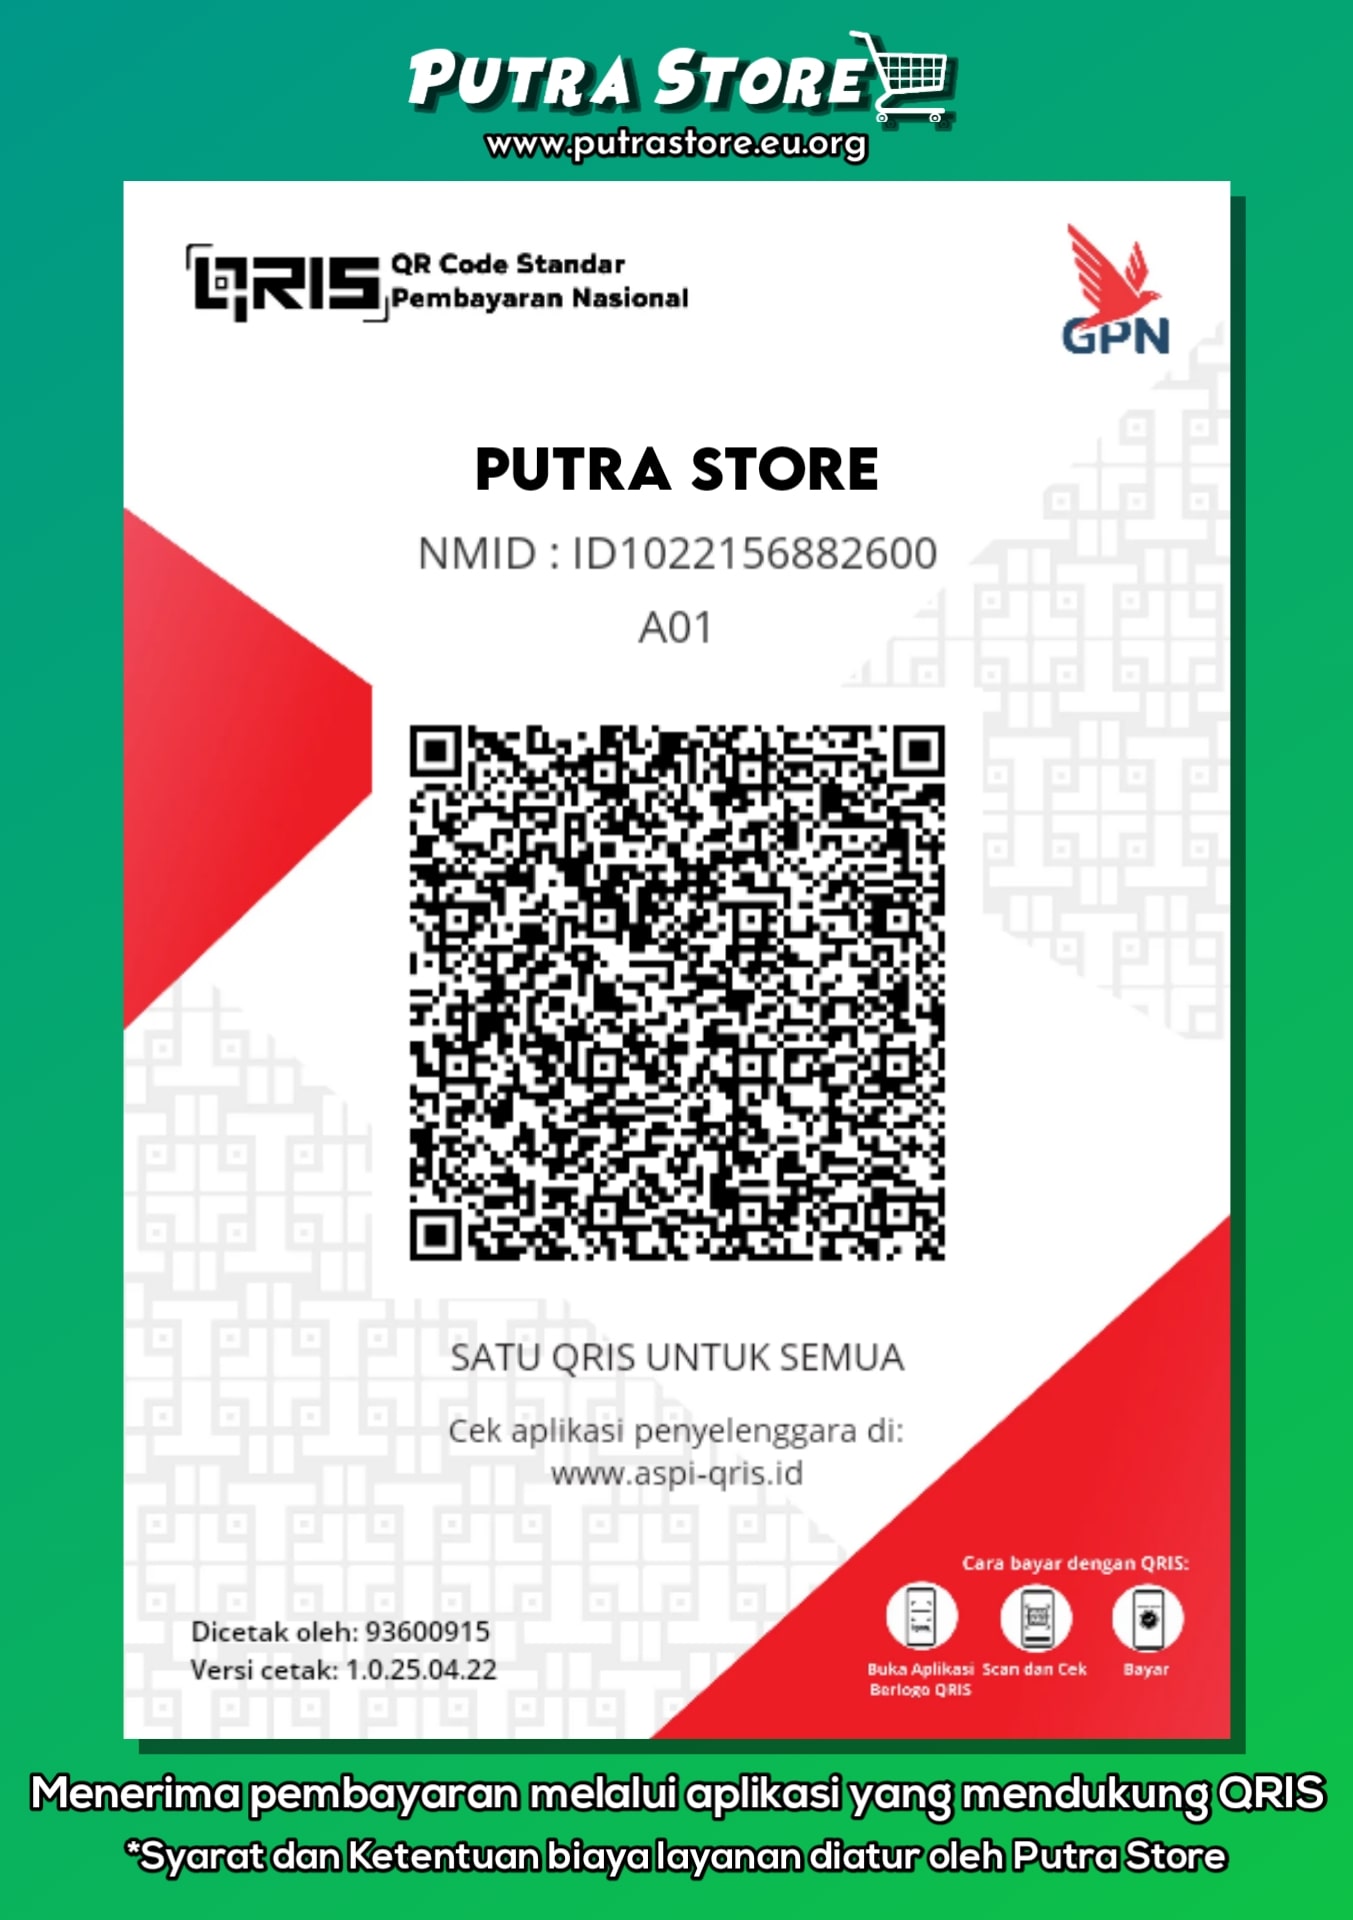 PUTRA STORE
www.putrastore.eu.org
QRIS QR Code Standar
Pembayaran Nasional
GPN
PUTRA STORE
NMID : ID1022156882600
A01
SATU QRIS UNTUK SEMUA
Cek aplikasi penyelenggara di:
www.aspi-qris.id
Cara bayar dengan QRIS:
Buka Aplikasi
Berlogo QRIS
Scan dan Cek
Bayar
Dicetak oleh: 93600915
Versi cetak: 1.0.25.04.22
Menerima pembayaran melalui aplikasi yang mendukung QRIS
*Syarat dan Ketentuan biaya layanan diatur oleh Putra Store